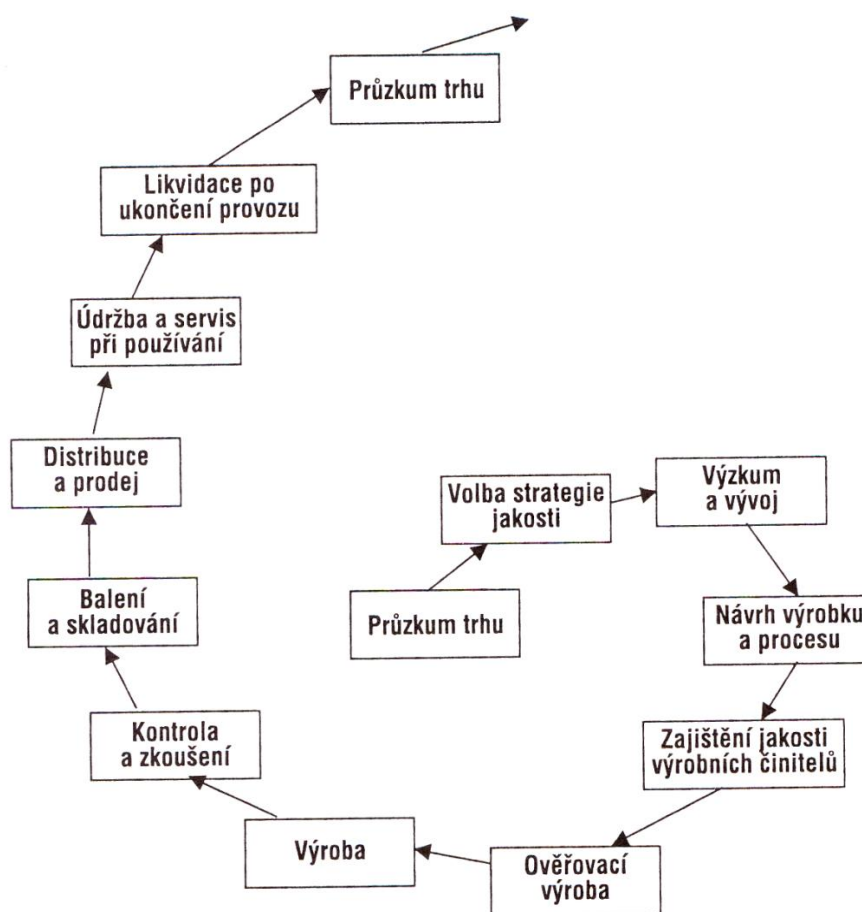 Průzkum trhu
Likvidace po
ukončení provozu
Údržba a servis
při používání
Distribuce
a prodej
Balení
a skladování
Kontrola
a zkoušení
Výroba
Ověřovací
výroba
Zajištění jakosti
výrobních činitelů
Návrh výrobku
a procesu
Výzkum
a vývoj
Volba strategie
jakosti
Průzkum trhu